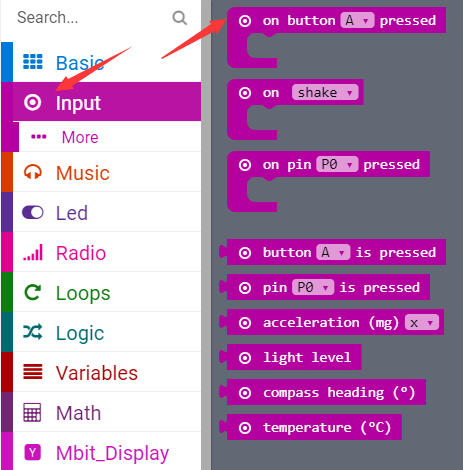 Search...
Basic
Input
More
Music
Led
Radio
Loops
Logic
Variables
Math
Y Mbit_Display
on button A pressed
on shake
on pin P0 pressed
button A is pressed
pin P0 is pressed
acceleration (mg) x
light level
compass heading (º)
temperature (ºC)